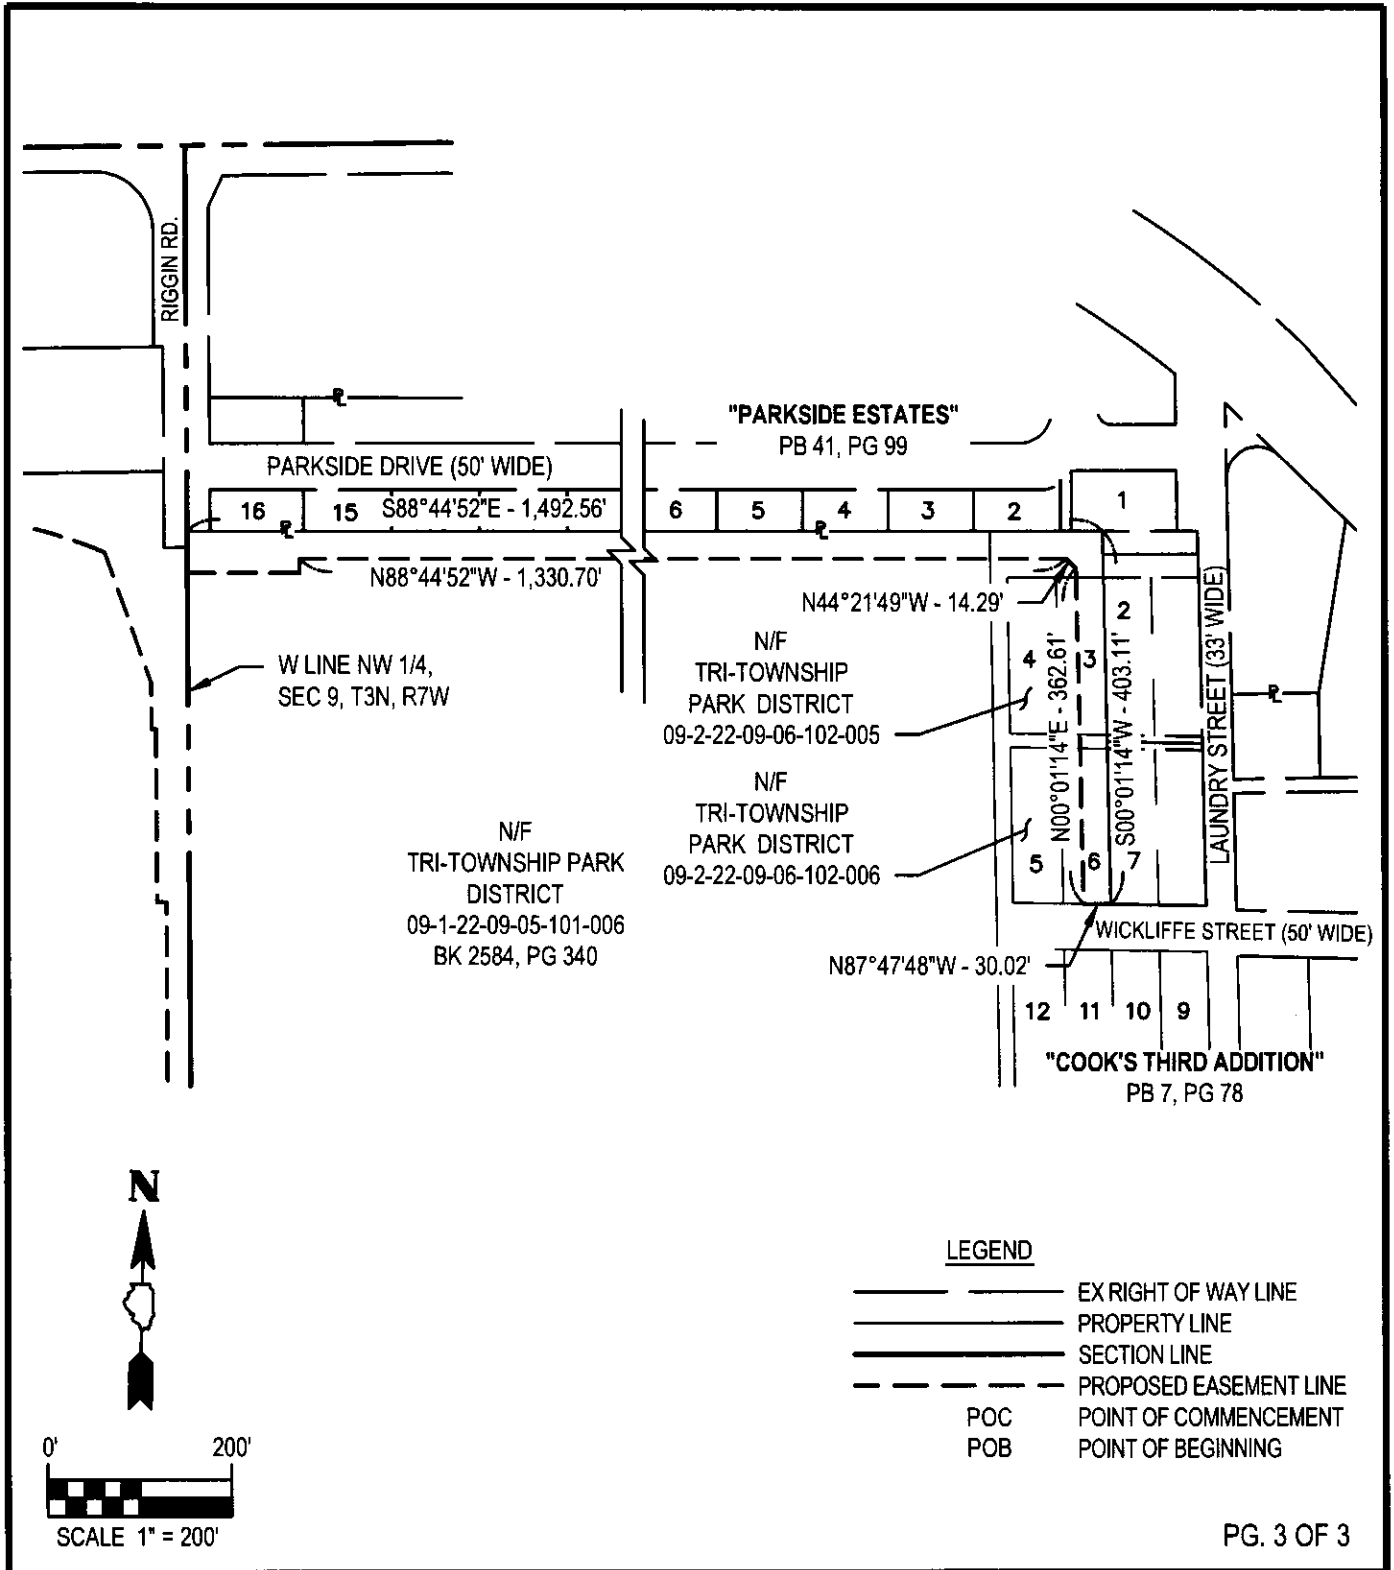 RIGGIN RD.
"PARKSIDE ESTATES"
PB 41, PG 99
PARKSIDE DRIVE (50' WIDE)
16
15
S88°44'52"E - 1,492.56'
6
5
4
3
2
1
N88°44'52"W - 1,330.70'
N44°21'49"W - 14.29'
W LINE NW 1/4,
SEC 9, T3N, R7W
N/F
TRI-TOWNSHIP
PARK DISTRICT
09-2-22-09-06-102-005
4
3
2
N00°01'14"E - 362.61'
S00°01'14"W - 403.11'
LAUNDRY STREET (33' WIDE)
N/F
TRI-TOWNSHIP
PARK DISTRICT
09-2-22-09-06-102-006
5
6
7
N/F
TRI-TOWNSHIP PARK
DISTRICT
09-1-22-09-05-101-006
BK 2584, PG 340
WICKLIFFE STREET (50' WIDE)
N87°47'48"W - 30.02'
12
11
10
9
"COOK'S THIRD ADDITION"
PB 7, PG 78
N
LEGEND
EX RIGHT OF WAY LINE
PROPERTY LINE
SECTION LINE
PROPOSED EASEMENT LINE
POC POINT OF COMMENCEMENT
POB POINT OF BEGINNING
0' 200'
SCALE 1" = 200'
PG. 3 OF 3